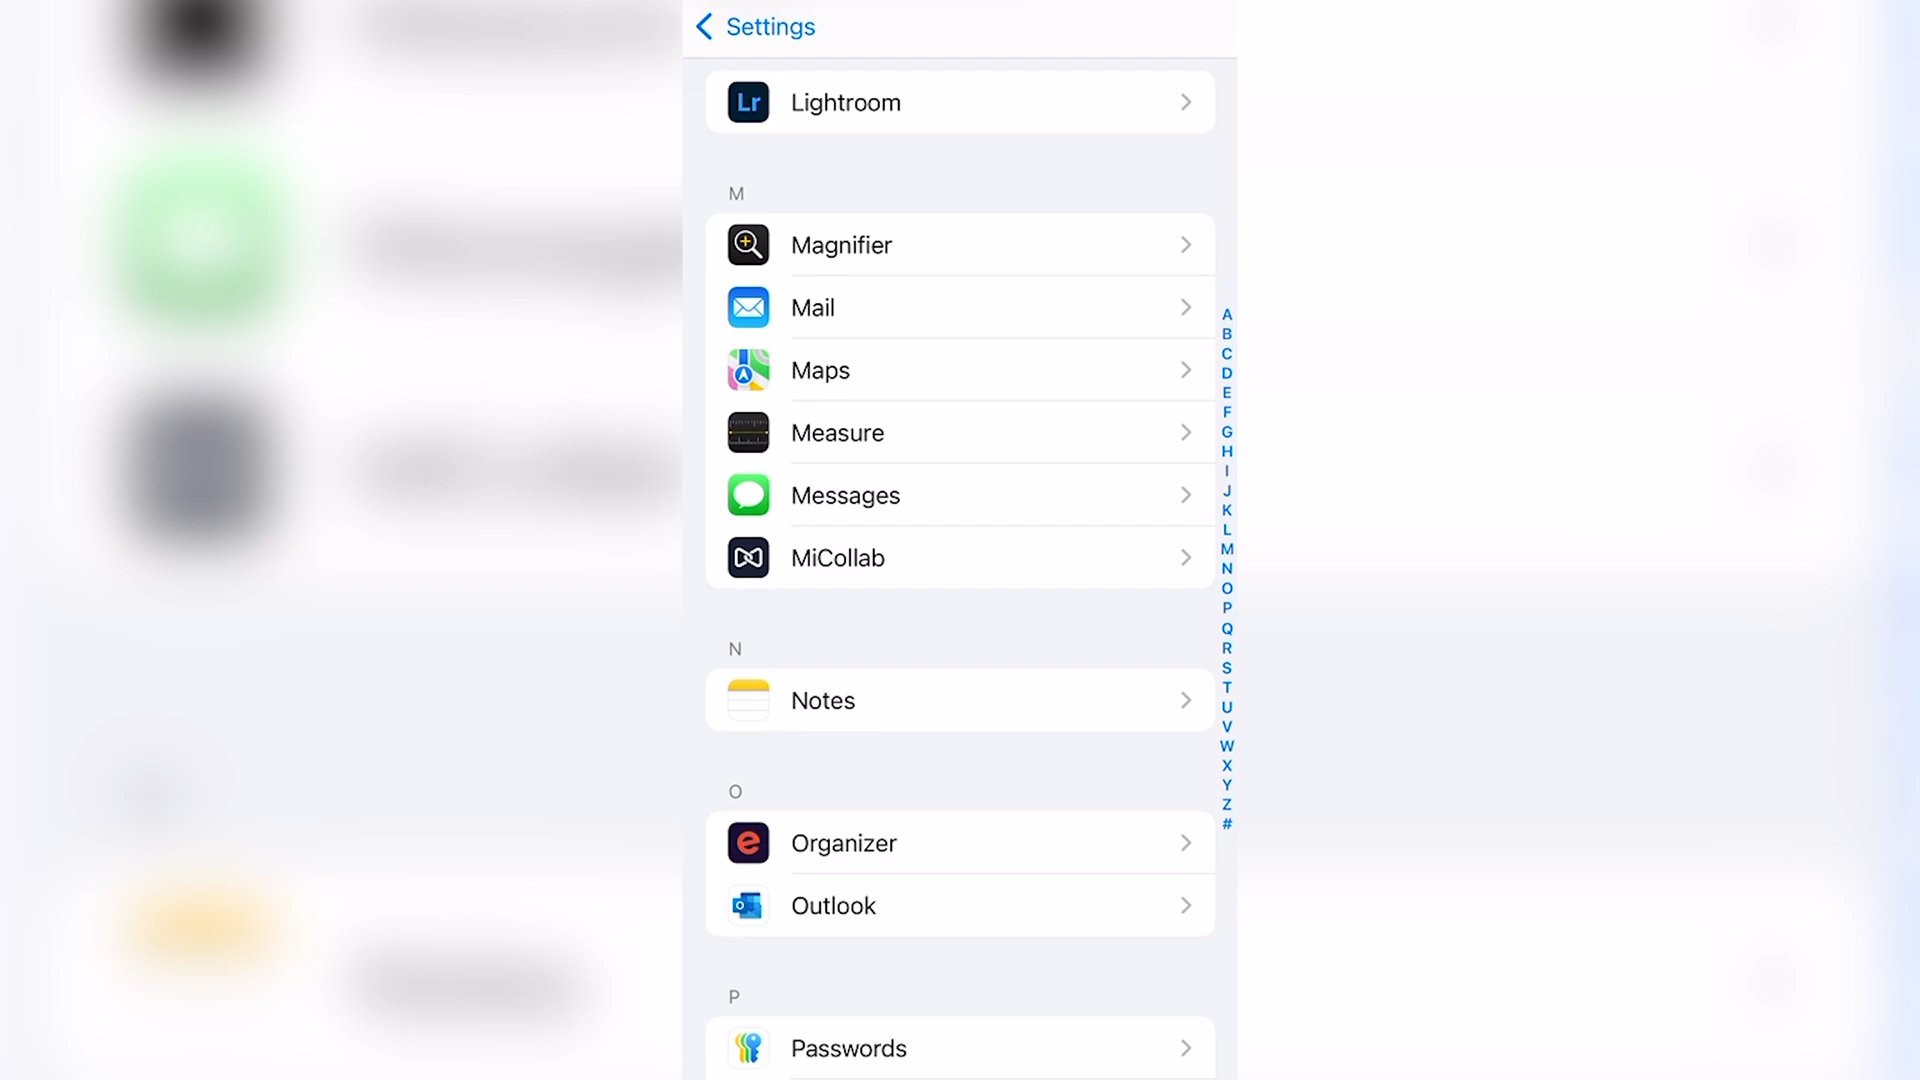 Settings
Lr Lightroom
M
Magnifier
Mail
Maps
Measure
Messages
MiCollab
N
Notes
O
Organizer
Outlook
P
Passwords
A
B
C
D
E
F
G
H
I
J
K
L
M
N
O
P
Q
R
S
T
U
V
W
X
Y
Z
#